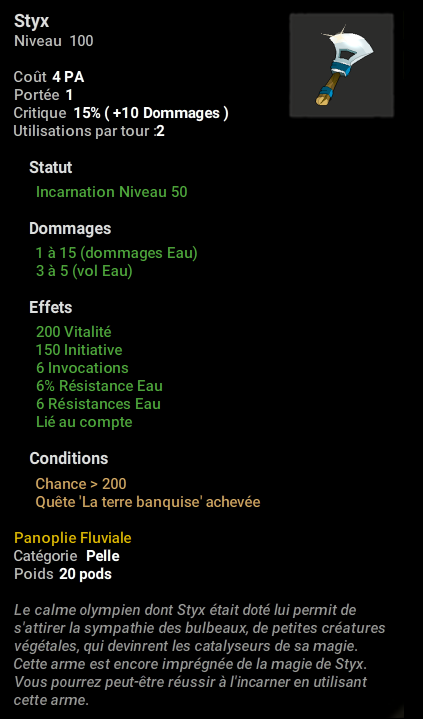 Styx
Niveau 100
Coût 4 PA
Portée 1
Critique 15% ( +10 Dommages )
Utilisations par tour :2
Statut
Incarnation Niveau 50
Dommages
1 à 15 (dommages Eau)
3 à 5 (vol Eau)
Effets
200 Vitalité
150 Initiative
6 Invocations
6% Résistance Eau
6 Résistances Eau
Lié au compte
Conditions
Chance > 200
Quête 'La terre banquise' achevée
Panoplie Fluviale
Catégorie Pelle
Poids 20 pods
Le calme olympien dont Styx était doté lui permit de
s'attirer la sympathie des bulbeaux, de petites créatures
végétales, qui devinrent les catalyseurs de sa magie.
Cette arme est encore imprégnée de la magie de Styx.
Vous pourrez peut-être réussir à l'incarner en utilisant
cette arme.